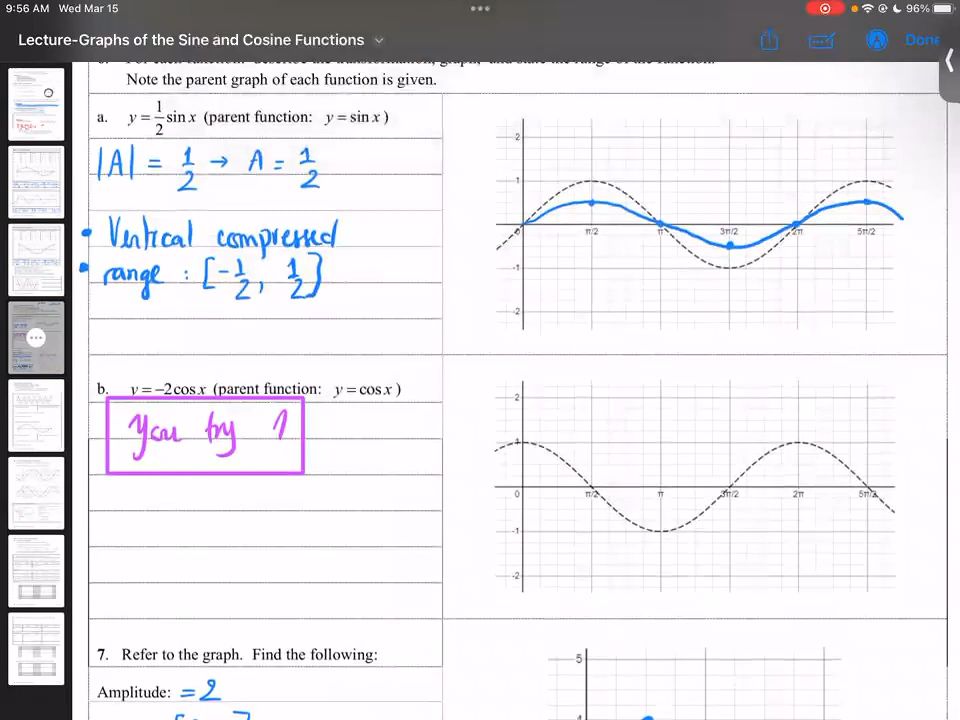 9:56 AM Wed Mar 15
96%
Lecture-Graphs of the Sine and Cosine Functions
Done
Note the parent graph of each function is given.
a. y = 1/2 sin x (parent function: y = sin x)
|A| = 1/2 → A = 1/2
• Vertical compressed
• range : [-1/2, 1/2]
2
1
0 π/2 π 3π/2 2π 5π/2
-1
-2
b. y = −2cos x (parent function: y = cos x)
You try 1
2
1
0 π/2 π 3π/2 2π 5π/2
-1
-2
7. Refer to the graph. Find the following:
Amplitude: = 2
5
4